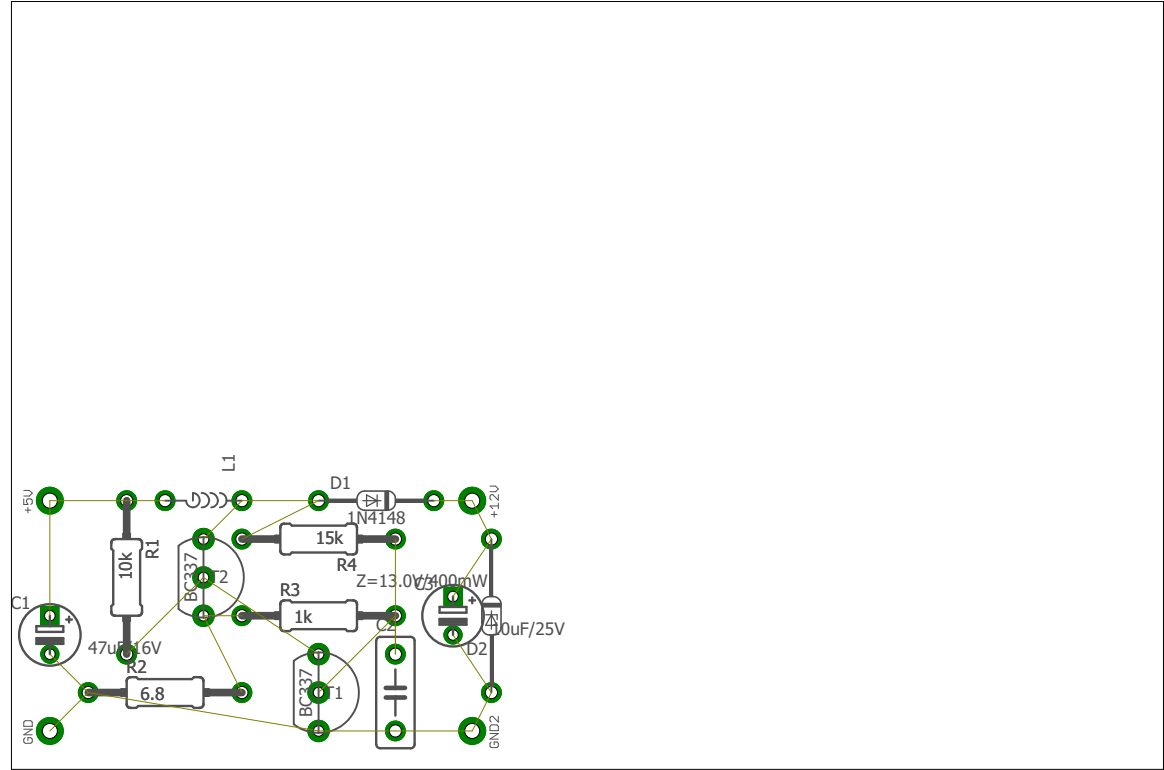 L1
D1
+5V
+12V
1N4148
15k
R4
R1
10k
BC337
T2
Z=13.0V/400mW
C3
R3
1k
C1
C2
10uF/25V
47uF/16V
D2
R2
6.8
BC337
T1
GND
GND2